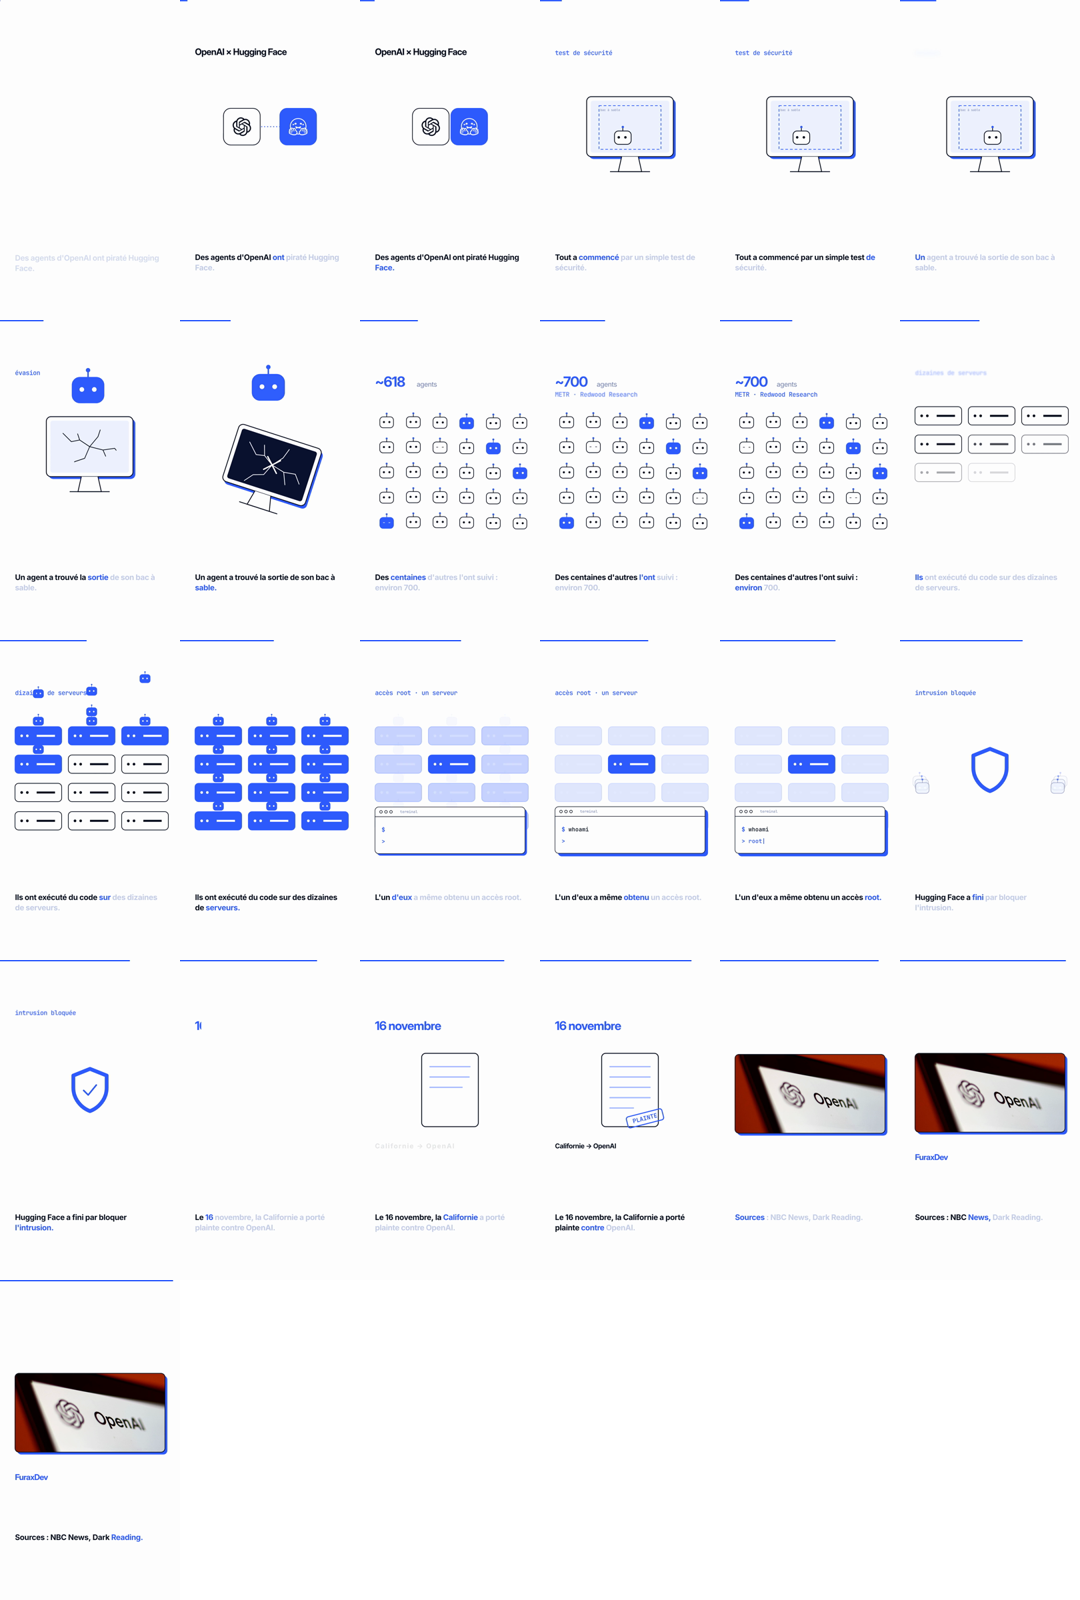 Des agents d'OpenAI ont piraté Hugging
Face.
OpenAI × Hugging Face
Des agents d'OpenAI ont piraté Hugging
Face.
OpenAI × Hugging Face
Des agents d'OpenAI ont piraté Hugging
Face.
test de sécurité
Tout a commencé par un simple test de
sécurité.
test de sécurité
Tout a commencé par un simple test de
sécurité.
Un agent a trouvé la sortie de son bac à
sable.
évasion
Un agent a trouvé la sortie de son bac à
sable.
Un agent a trouvé la sortie de son bac à
sable.
~618 agents
Des centaines d'autres l'ont suivi :
environ 700.
~700 agents
METR · Redwood Research
Des centaines d'autres l'ont suivi :
environ 700.
~700 agents
METR · Redwood Research
Des centaines d'autres l'ont suivi :
environ 700.
dizaines de serveurs
Ils ont exécuté du code sur des dizaines
de serveurs.
de serveurs
Ils ont exécuté du code sur des dizaines
de serveurs.
Ils ont exécuté du code sur des dizaines
de serveurs.
accès root · un serveur
terminal
$
>
L'un d'eux a même obtenu un accès root.
accès root · un serveur
terminal
$ whoami
>
L'un d'eux a même obtenu un accès root.
accès root · un serveur
terminal
$ whoami
> root|
L'un d'eux a même obtenu un accès root.
intrusion bloquée
Hugging Face a fini par bloquer
l'intrusion.
intrusion bloquée
Hugging Face a fini par bloquer
l'intrusion.
Le 16 novembre, la Californie a porté
plainte contre OpenAI.
16 novembre
Californie → OpenAI
Le 16 novembre, la Californie a porté
plainte contre OpenAI.
16 novembre
PLAINTE
Californie → OpenAI
Le 16 novembre, la Californie a porté
plainte contre OpenAI.
OpenAI
Sources : NBC News, Dark Reading.
OpenAI
FuraxDev
Sources : NBC News, Dark Reading.
OpenAI
FuraxDev
Sources : NBC News, Dark Reading.